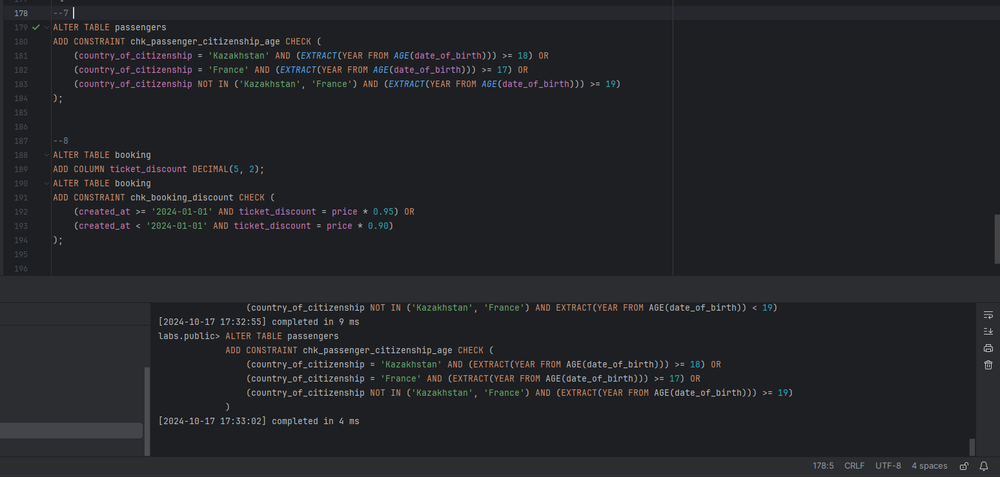 178 --7
179 ALTER TABLE passengers
180 ADD CONSTRAINT chk_passenger_citizenship_age CHECK (
181 (country_of_citizenship = 'Kazakhstan' AND (EXTRACT(YEAR FROM AGE(date_of_birth))) >= 18) OR
182 (country_of_citizenship = 'France' AND (EXTRACT(YEAR FROM AGE(date_of_birth))) >= 17) OR
183 (country_of_citizenship NOT IN ('Kazakhstan', 'France') AND (EXTRACT(YEAR FROM AGE(date_of_birth))) >= 19)
184 );
185
186
187 --8
188 ALTER TABLE booking
189 ADD COLUMN ticket_discount DECIMAL(5, 2);
190 ALTER TABLE booking
191 ADD CONSTRAINT chk_booking_discount CHECK (
192 (created_at >= '2024-01-01' AND ticket_discount = price * 0.95) OR
193 (created_at < '2024-01-01' AND ticket_discount = price * 0.90)
194 );
195
196
(country_of_citizenship NOT IN ('Kazakhstan', 'France') AND EXTRACT(YEAR FROM AGE(date_of_birth)) < 19)
[2024-10-17 17:32:55] completed in 9 ms
labs.public> ALTER TABLE passengers
ADD CONSTRAINT chk_passenger_citizenship_age CHECK (
(country_of_citizenship = 'Kazakhstan' AND (EXTRACT(YEAR FROM AGE(date_of_birth))) >= 18) OR
(country_of_citizenship = 'France' AND (EXTRACT(YEAR FROM AGE(date_of_birth))) >= 17) OR
(country_of_citizenship NOT IN ('Kazakhstan', 'France') AND (EXTRACT(YEAR FROM AGE(date_of_birth))) >= 19)
)
[2024-10-17 17:33:02] completed in 4 ms
178:5 CRLF UTF-8 4 spaces